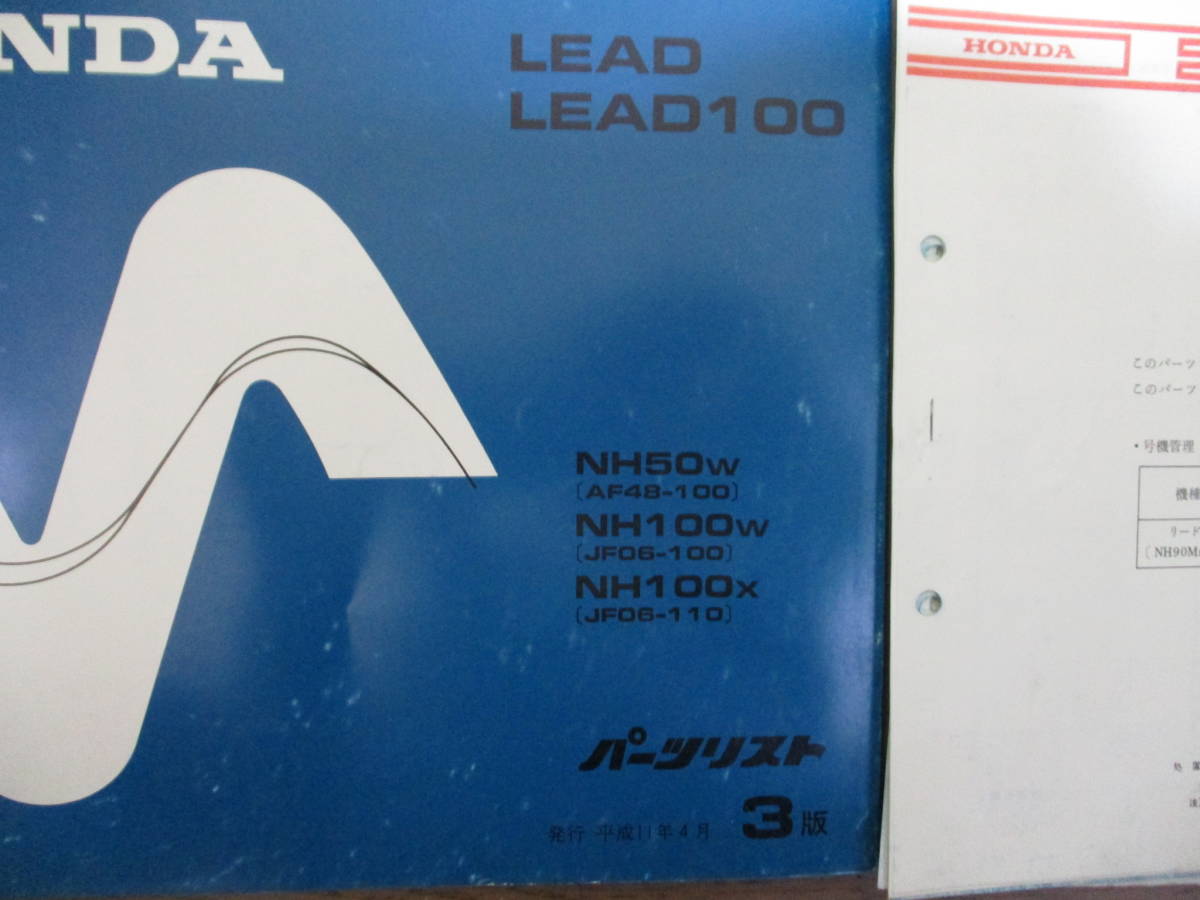 NDA
LEAD
LEAD100
NH50W
〔AF48-100〕
NH100W
〔JF06-100〕
NH100X
〔JF06-110〕
パーツリスト
発行 平成11年4月 3版
HONDA
このパーツ
このパーツ
・号機管理
機種
リード
〔NH90M